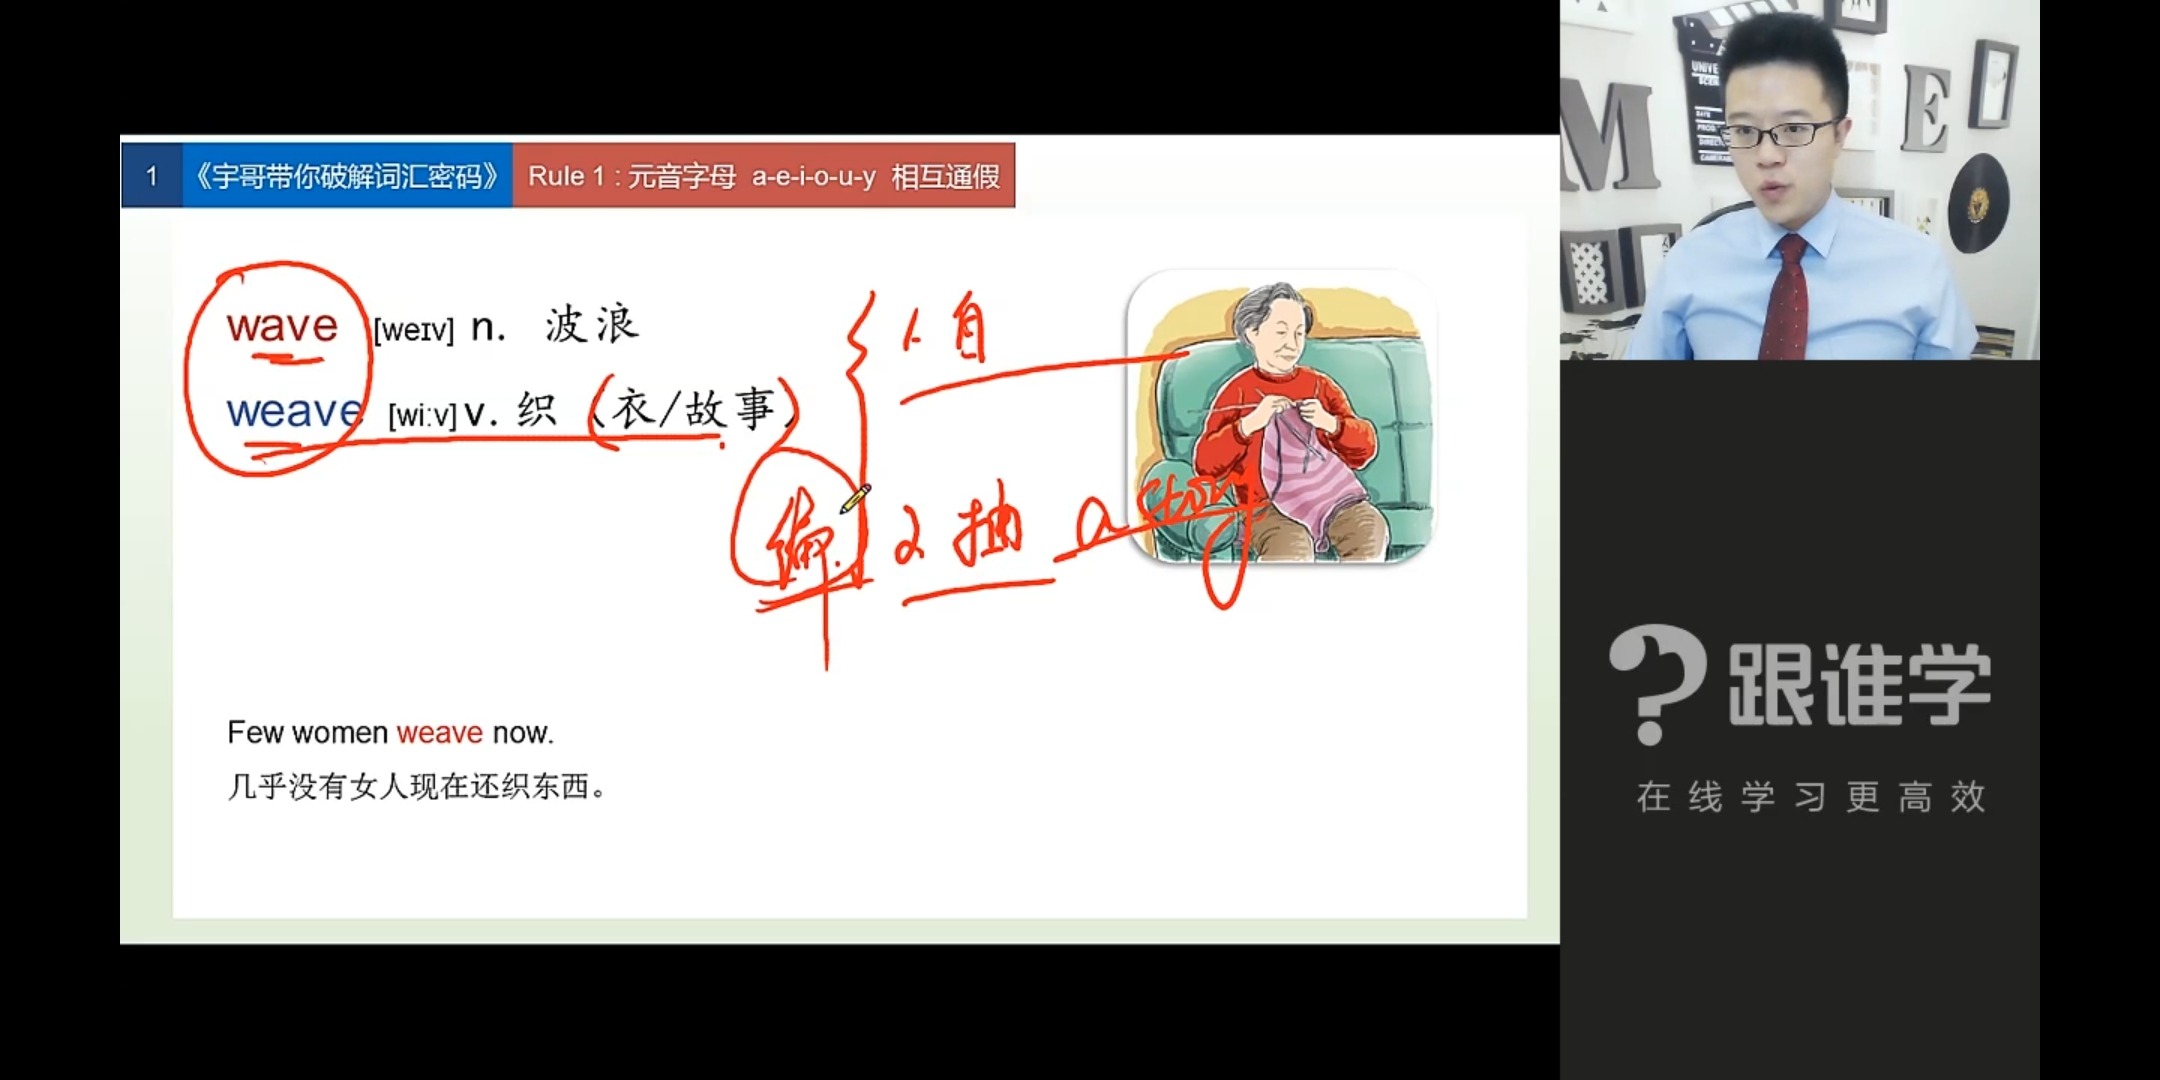 1 《宇哥带你破解词汇密码》 Rule 1 : 元音字母 a-e-i-o-u-y 相互通假
wave [weɪv] n. 波浪
weave [wi:v] v. 织（衣/故事）
编
1. 具
2 抽 a story
Few women weave now.
几乎没有女人现在还织东西。
M E
跟谁学
在线学习更高效